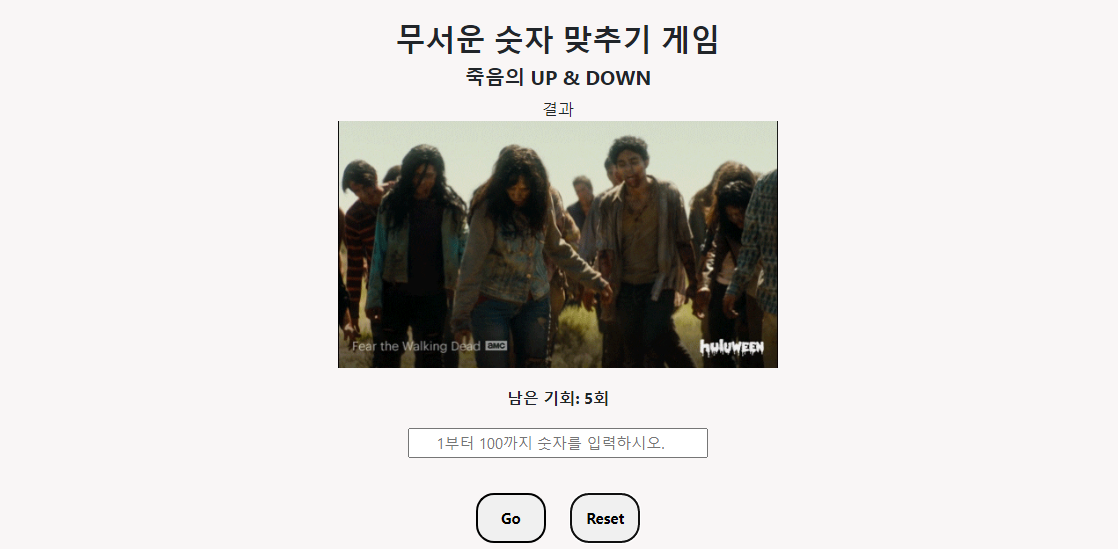 무서운 숫자 맞추기 게임
죽음의 UP & DOWN
결과
Fear the Walking Dead AMC
huluWEEN
남은 기회: 5회
1부터 100까지 숫자를 입력하시오.
Go Reset